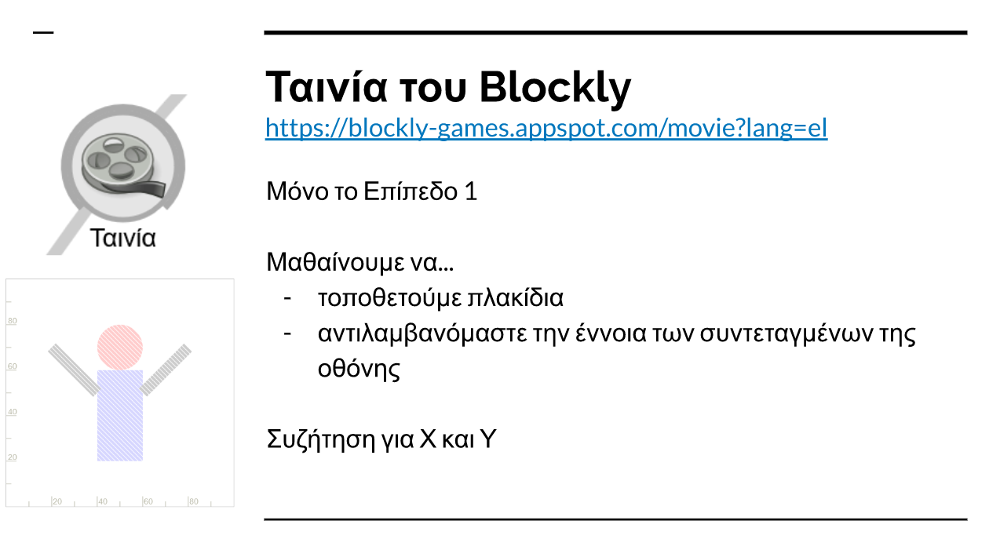 Ταινία του Blockly
https://blockly-games.appspot.com/movie?lang=el
Μόνο το Επίπεδο 1
Μαθαίνουμε να...
- τοποθετούμε πλακίδια
- αντιλαμβανόμαστε την έννοια των συντεταγμένων της
οθόνης
Συζήτηση για Χ και Υ
Ταινία
80
60
40
20
20 40 60 80